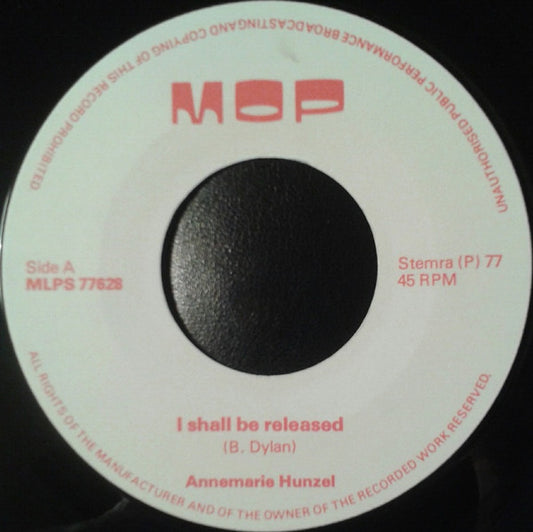 UNAUTHORISED PUBLIC PERFORMANCE BROADCASTING AND COPYING OF THIS RECORD PROHIBITED
MOP
Side A
MLPS 77628
Stemra (P) 77
45 RPM
I shall be released
(B. Dylan)
Annemarie Hunzel
ALL RIGHTS OF THE MANUFACTURER AND OF THE OWNER OF THE RECORDED WORK RESERVED.